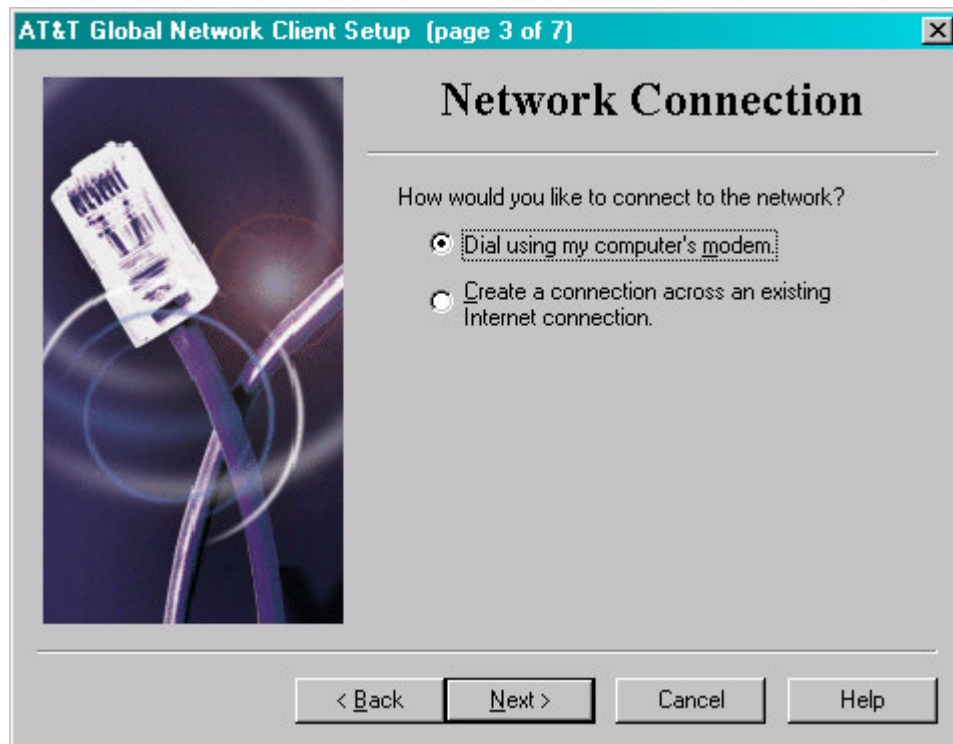 AT&T Global Network Client Setup (page 3 of 7)
Network Connection
How would you like to connect to the network?
Dial using my computer's modem.
Create a connection across an existing
Internet connection.
< Back
Next >
Cancel
Help